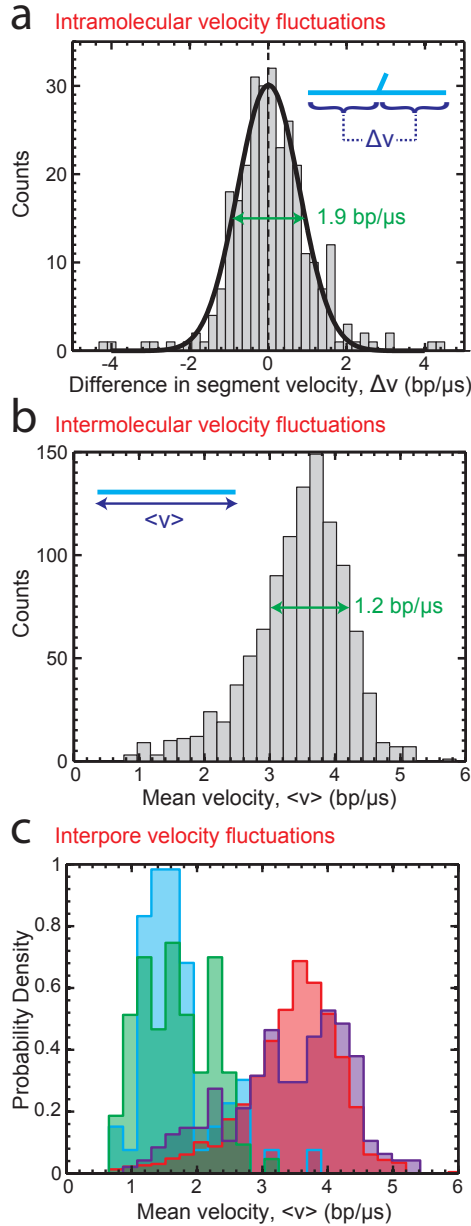 a Intramolecular velocity fluctuations
30
20
10
0
Counts
Δv
1.9 bp/μs
-4 -2 0 2 4
Difference in segment velocity, Δv (bp/μs)
b Intermolecular velocity fluctuations
150
100
50
0
Counts
<v>
1.2 bp/μs
0 1 2 3 4 5 6
Mean velocity, <v> (bp/μs)
c Interpore velocity fluctuations
1
0.8
0.6
0.4
0.2
0
Probability Density
0 1 2 3 4 5 6
Mean velocity, <v> (bp/μs)